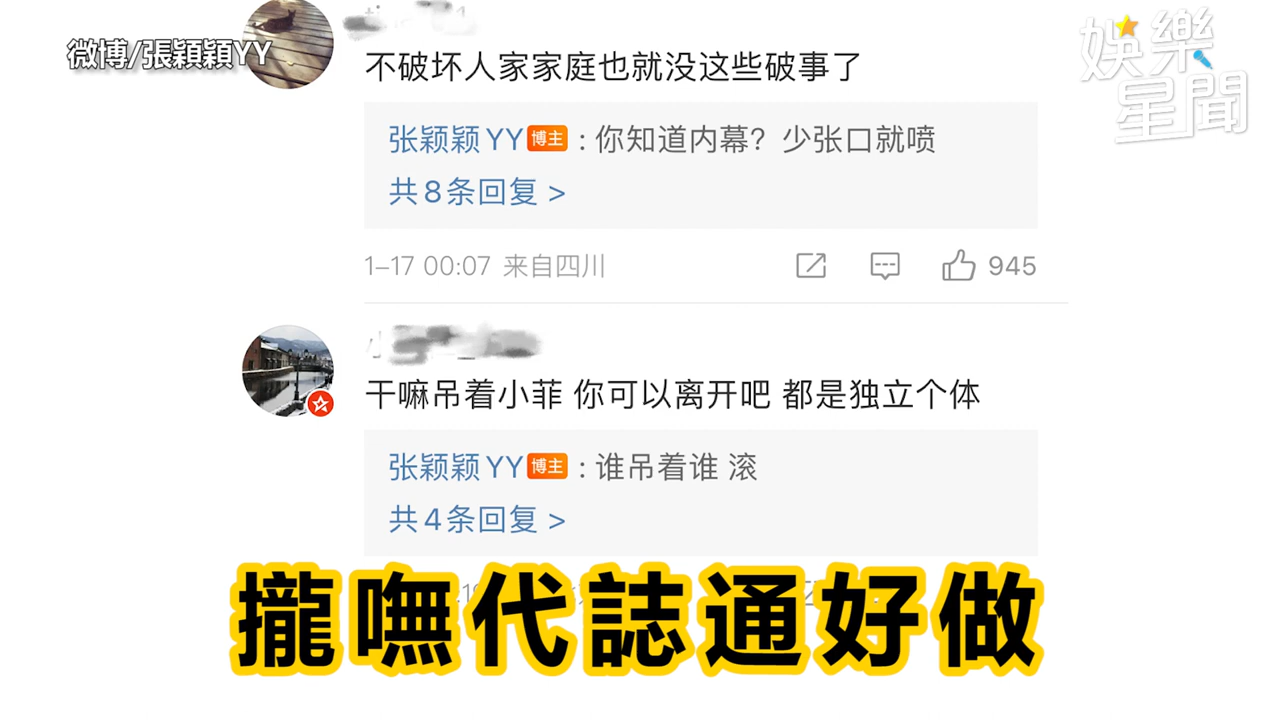 微博/張穎穎YY
娛樂
星聞
不破坏人家家庭也就没这些破事了
张颖颖YY 博主 : 你知道内幕？少张口就喷
共8条回复 >
1-17 00:07 来自四川
945
干嘛吊着小菲 你可以离开吧 都是独立个体
张颖颖YY 博主 : 谁吊着谁 滚
共4条回复 >
攏嘸代誌通好做